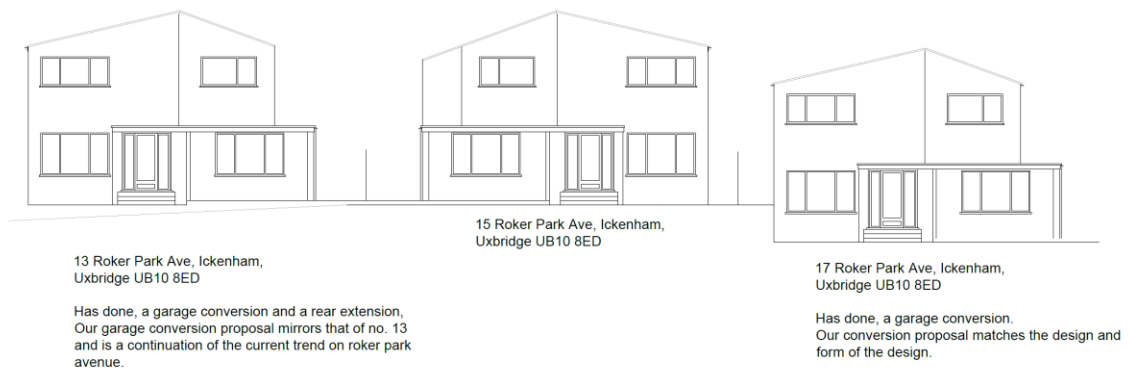 15 Roker Park Ave, Ickenham,
Uxbridge UB10 8ED
13 Roker Park Ave, Ickenham,
Uxbridge UB10 8ED
Has done, a garage conversion and a rear extension,
Our garage conversion proposal mirrors that of no. 13
and is a continuation of the current trend on roker park
avenue.
17 Roker Park Ave, Ickenham,
Uxbridge UB10 8ED
Has done, a garage conversion.
Our conversion proposal matches the design and
form of the design.